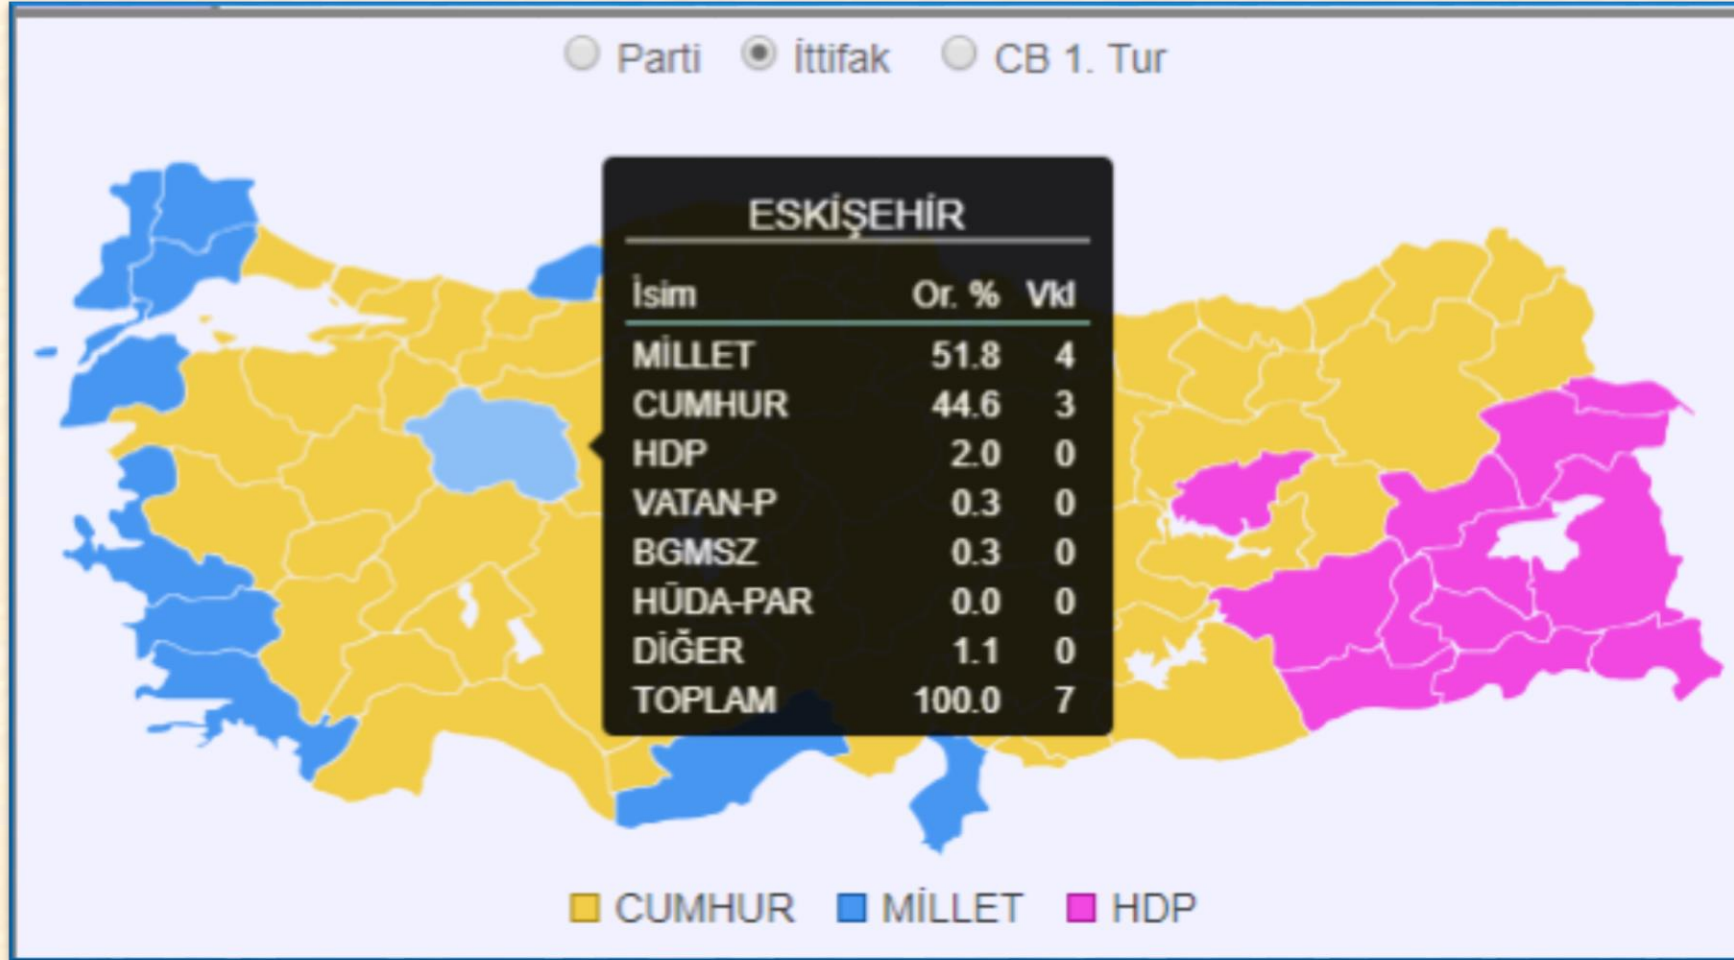 Parti İttifak CB 1. Tur
ESKİŞEHİR
İsim Or. % Vkl
MİLLET 51.8 4
CUMHUR 44.6 3
HDP 2.0 0
VATAN-P 0.3 0
BGMSZ 0.3 0
HÜDA-PAR 0.0 0
DİĞER 1.1 0
TOPLAM 100.0 7
CUMHUR MİLLET HDP